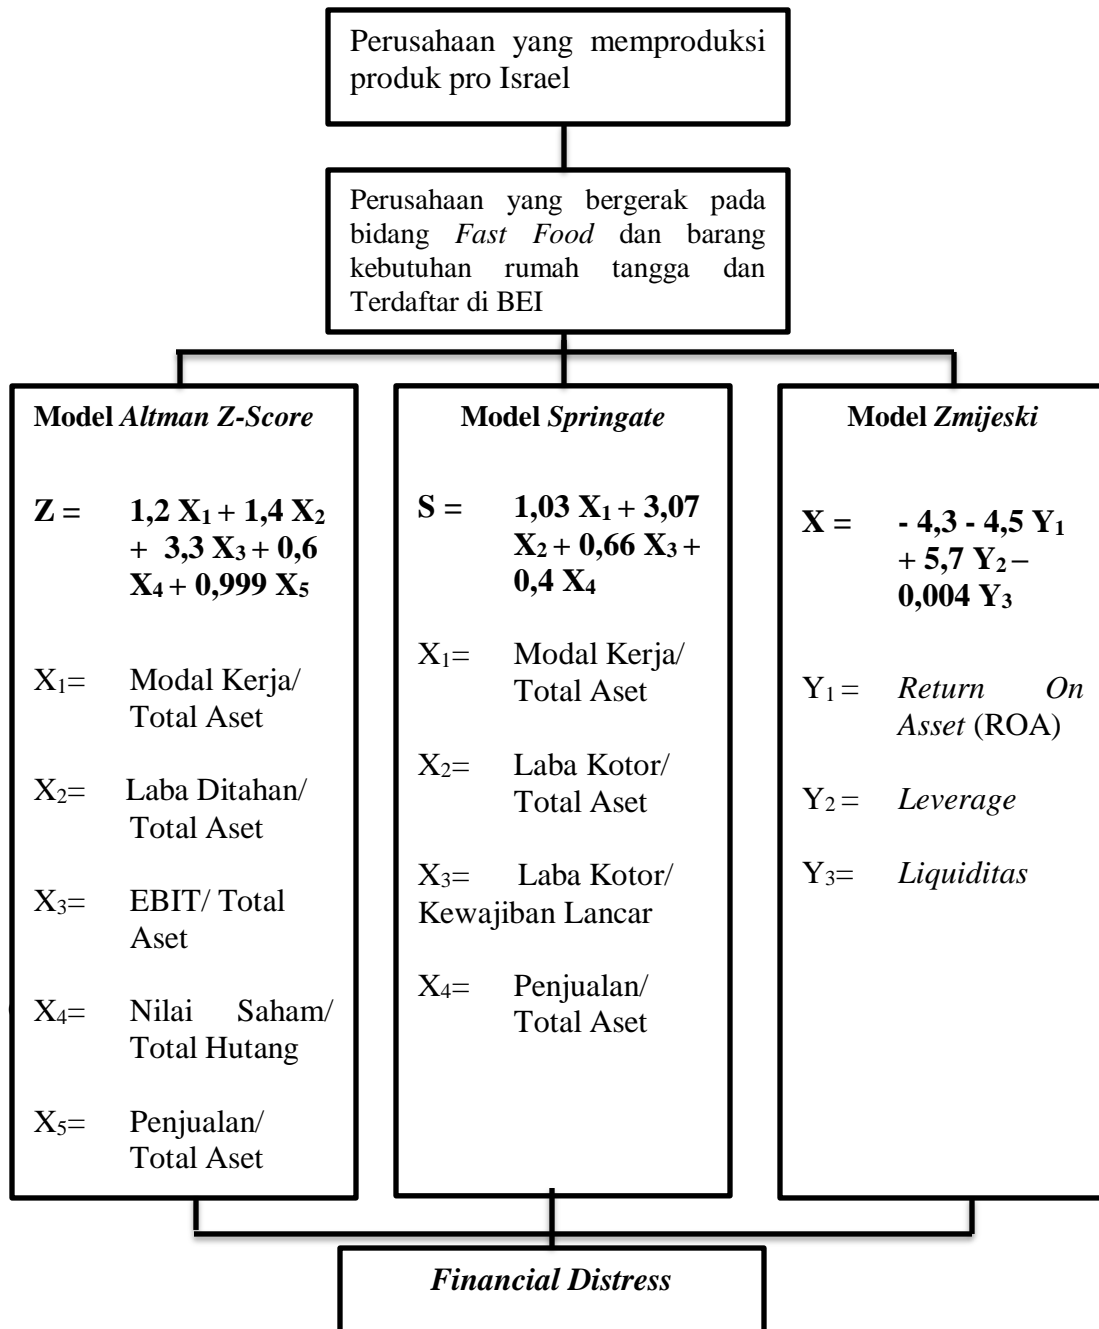 Perusahaan yang memproduksi
produk pro Israel
Perusahaan yang bergerak pada
bidang Fast Food dan barang
kebutuhan rumah tangga dan
Terdaftar di BEI
Model Altman Z-Score
Z = 1,2 X₁ + 1,4 X₂
+ 3,3 X₃ + 0,6
X₄ + 0,999 X₅
X₁= Modal Kerja/
Total Aset
X₂= Laba Ditahan/
Total Aset
X₃= EBIT/ Total
Aset
X₄= Nilai Saham/
Total Hutang
X₅= Penjualan/
Total Aset
Model Springate
S = 1,03 X₁ + 3,07
X₂ + 0,66 X₃ +
0,4 X₄
X₁= Modal Kerja/
Total Aset
X₂= Laba Kotor/
Total Aset
X₃= Laba Kotor/
Kewajiban Lancar
X₄= Penjualan/
Total Aset
Model Zmijeski
X = - 4,3 - 4,5 Y₁
+ 5,7 Y₂ –
0,004 Y₃
Y₁ = Return On
Asset (ROA)
Y₂ = Leverage
Y₃= Liquiditas
Financial Distress